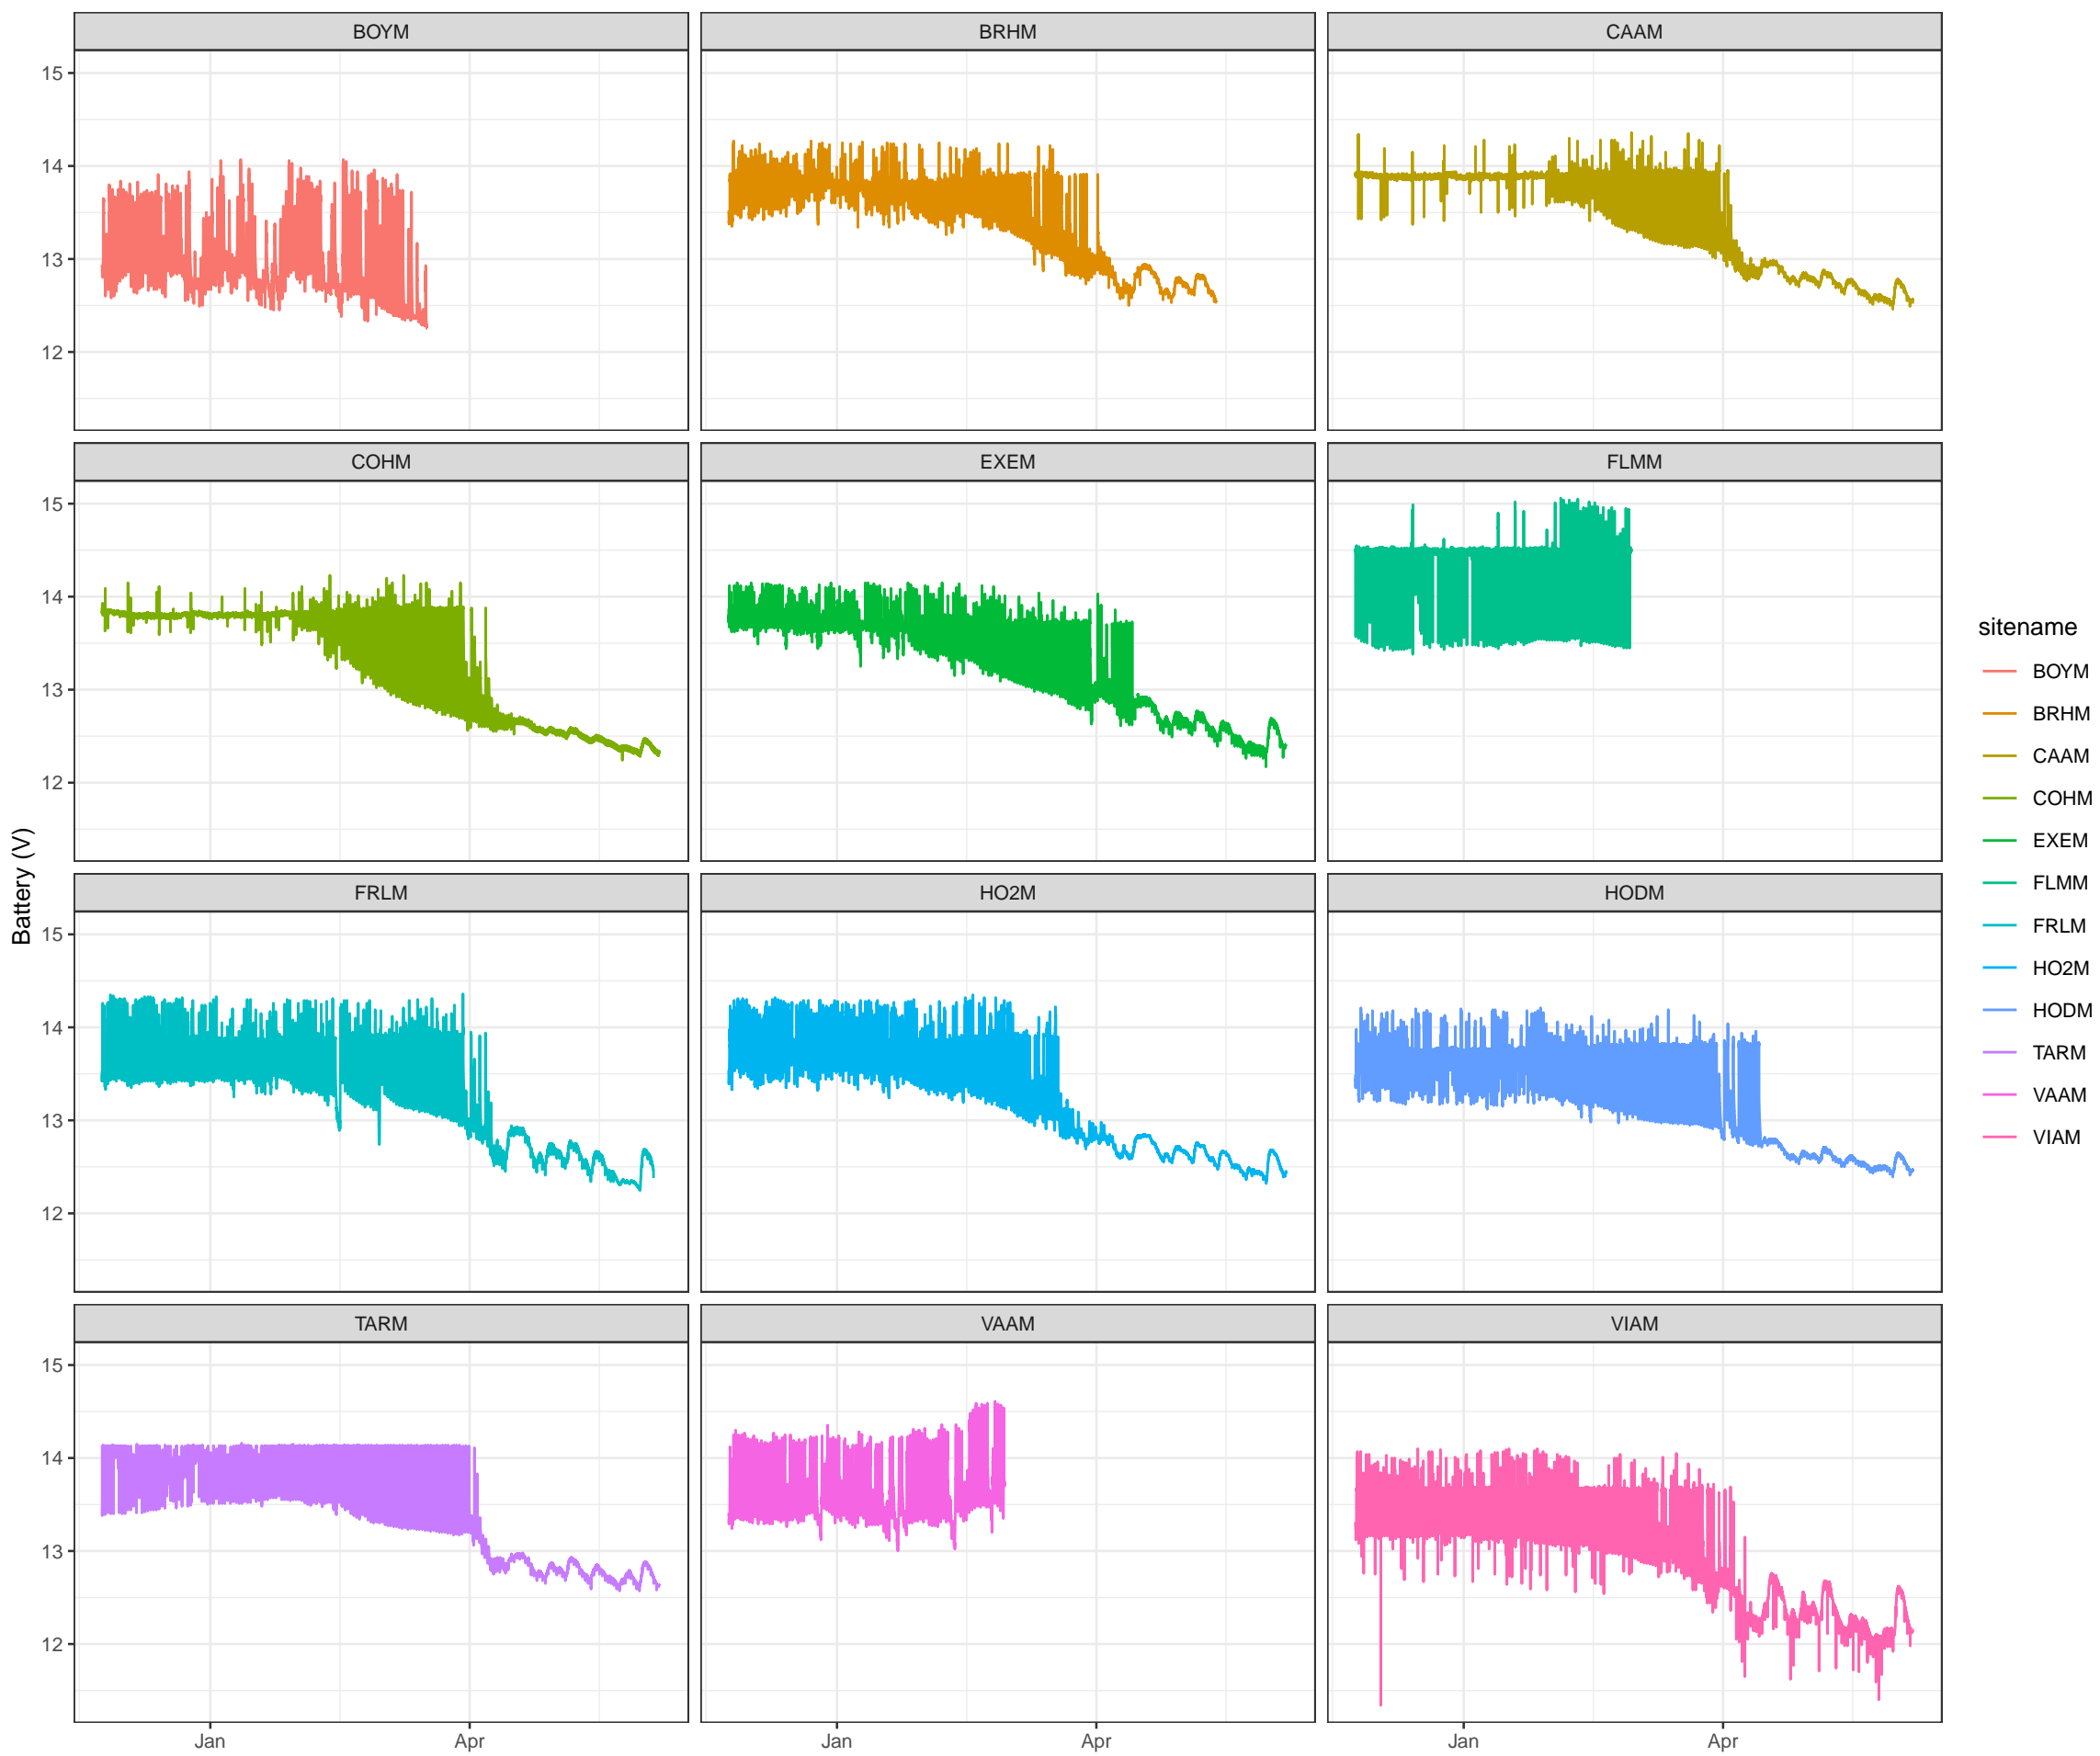 BOYM BRHM CAAM
15
14
13
12
COHM EXEM FLMM
15
14
13
12
FRLM HO2M HODM
15
14
13
12
TARM VAAM VIAM
15
14
13
12
Jan Apr Jan Apr Jan Apr
Battery (V)
sitename
BOYM
BRHM
CAAM
COHM
EXEM
FLMM
FRLM
HO2M
HODM
TARM
VAAM
VIAM